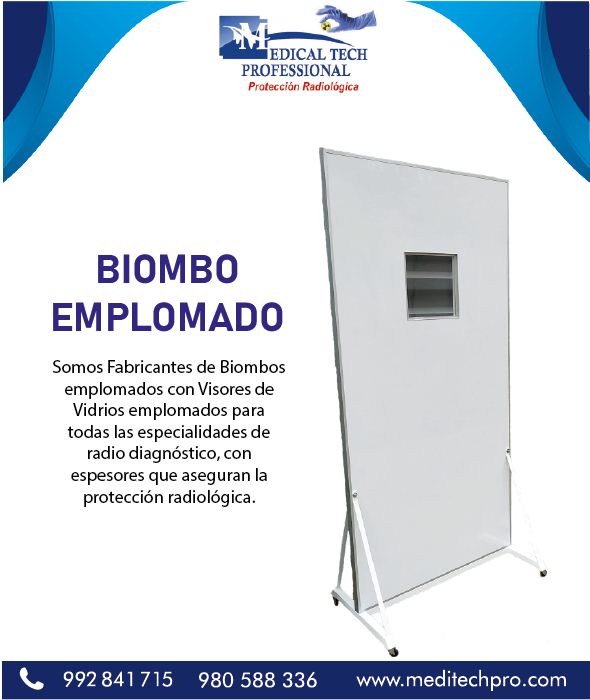 MEDICAL TECH
PROFESSIONAL
Protección Radiológica
BIOMBO
EMPLOMADO
Somos Fabricantes de Biombos
emplomados con Visores de
Vidrios emplomados para
todas las especialidades de
radio diagnóstico, con
espesores que aseguran la
protección radiológica.
992 841 715 980 588 336 www.meditechpro.com